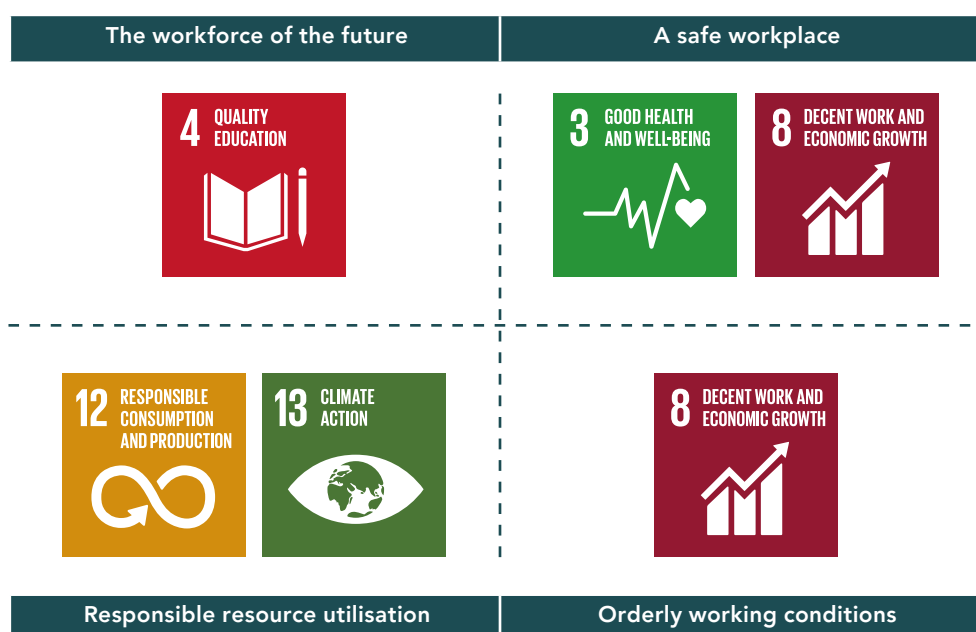 The workforce of the future
A safe workplace
4 QUALITY
EDUCATION
3 GOOD HEALTH
AND WELL-BEING
8 DECENT WORK AND
ECONOMIC GROWTH
12 RESPONSIBLE
CONSUMPTION
AND PRODUCTION
13 CLIMATE
ACTION
8 DECENT WORK AND
ECONOMIC GROWTH
Responsible resource utilisation
Orderly working conditions